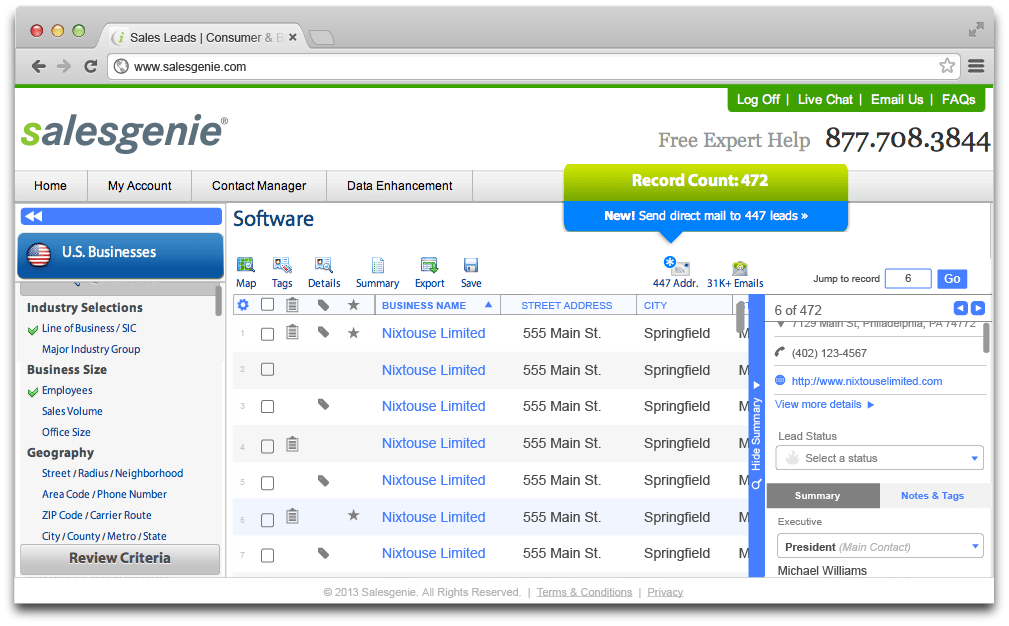 Sales Leads | Consumer & B
www.salesgenie.com
Log Off | Live Chat | Email Us | FAQs
salesgenie®
Free Expert Help 877.708.3844
Home My Account Contact Manager Data Enhancement
Record Count: 472
New! Send direct mail to 447 leads »
U.S. Businesses
Industry Selections
Line of Business / SIC
Major Industry Group
Business Size
Employees
Sales Volume
Office Size
Geography
Street / Radius / Neighborhood
Area Code / Phone Number
ZIP Code / Carrier Route
City / County / Metro / State
Review Criteria
Software
Map Tags Details Summary Export Save 447 Addr. 31K+ Emails
Jump to record 6 Go
BUSINESS NAME STREET ADDRESS CITY
1 Nixtouse Limited 555 Main St. Springfield M
2 Nixtouse Limited 555 Main St. Springfield M
3 Nixtouse Limited 555 Main St. Springfield M
4 Nixtouse Limited 555 Main St. Springfield M
5 Nixtouse Limited 555 Main St. Springfield M
6 Nixtouse Limited 555 Main St. Springfield M
7 Nixtouse Limited 555 Main St. Springfield M
Hide Summary
6 of 472
7129 Main St, Philadelphia, PA 74772
(402) 123-4567
http://www.nixtouselimited.com
View more details
Lead Status
Select a status
Summary Notes & Tags
Executive
President (Main Contact)
Michael Williams
© 2013 Salesgenie. All Rights Reserved. | Terms & Conditions | Privacy